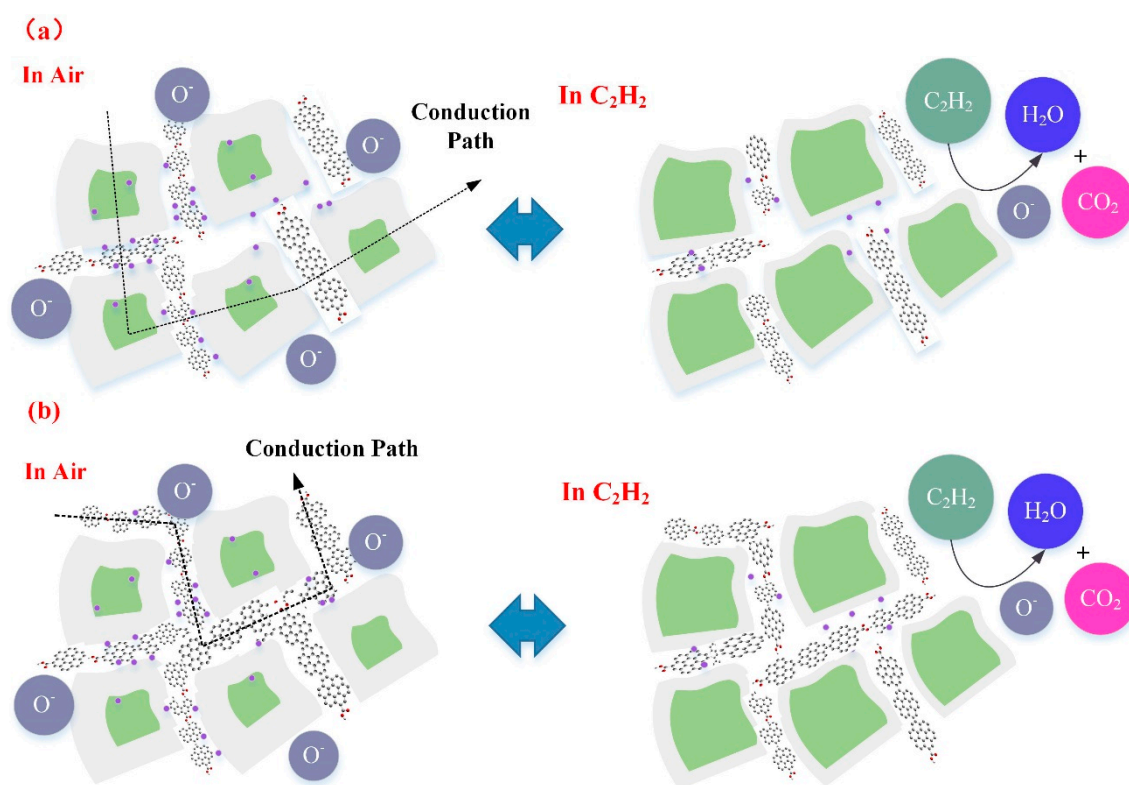 (a)
In Air
O⁻
O⁻
O⁻
O⁻
Conduction
Path
In C₂H₂
C₂H₂
H₂O
+
O⁻
CO₂
(b)
In Air
Conduction Path
O⁻
O⁻
O⁻
O⁻
In C₂H₂
C₂H₂
H₂O
+
O⁻
CO₂